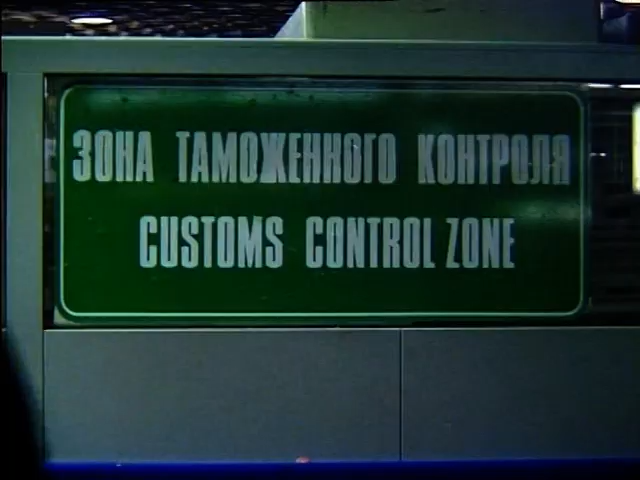 ЗОНА ТАМОЖЕННОГО КОНТРОЛЯ
CUSTOMS CONTROL ZONE